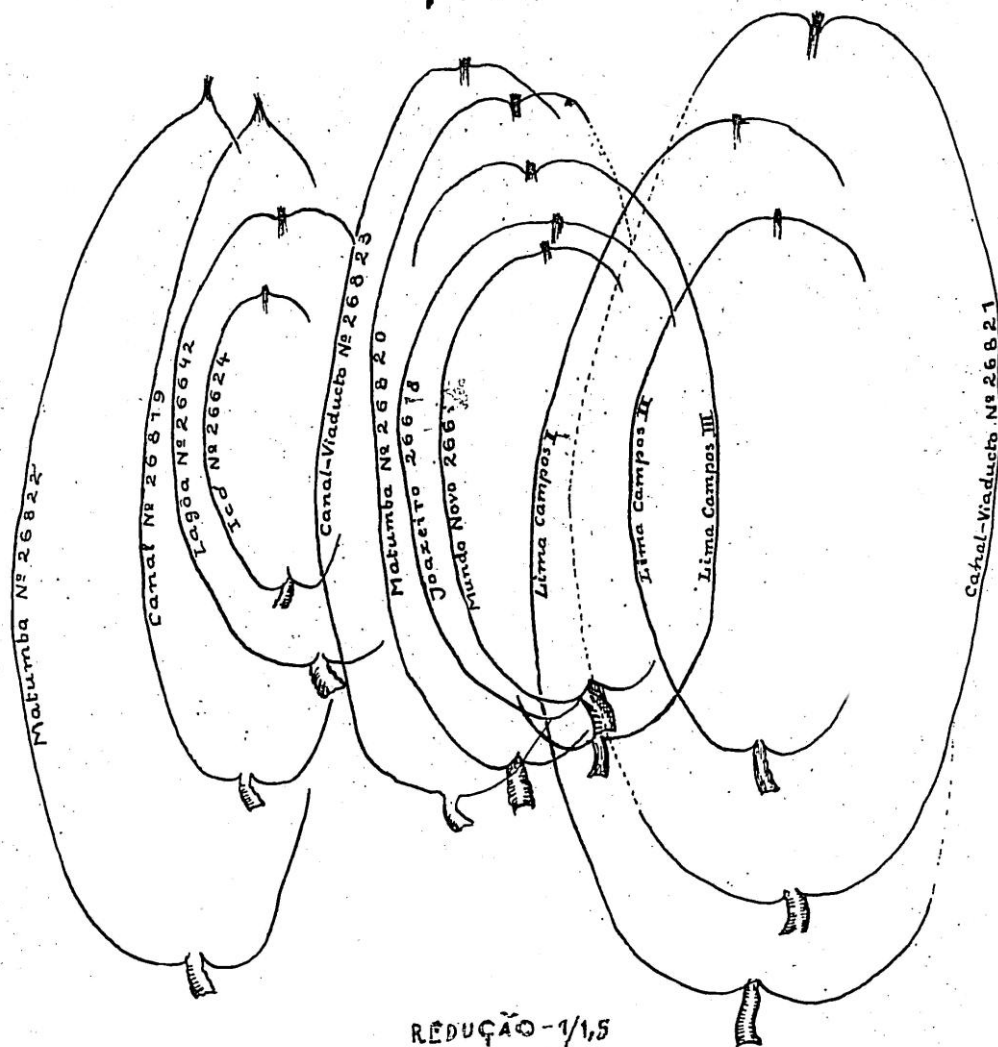 Matumba Nº 26822
Canal Nº 26819
Lagôa Nº 26642
Icó Nº 26624
Canal-Viaducto Nº 26823
Matumba Nº 26820
Joazeiro 26618
Mundo Novo 266
Lima Campos I
Lima Campos II
Lima Campos III
Canal-Viaducto Nº 26821
REDUÇÃO - 1/1,5